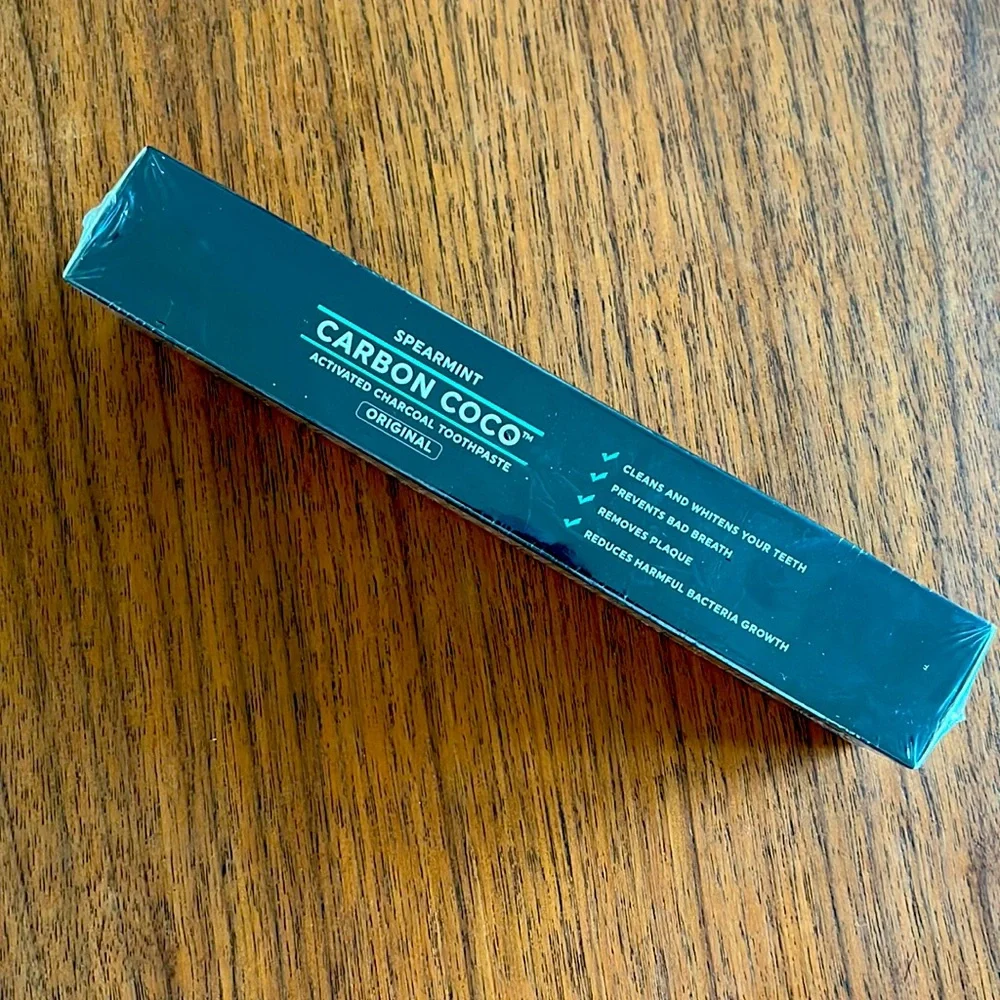 SPEARMINT
CARBON COCO™
ACTIVATED CHARCOAL TOOTHPASTE
ORIGINAL
CLEANS AND WHITENS YOUR TEETH
PREVENTS BAD BREATH
REMOVES PLAQUE
REDUCES HARMFUL BACTERIA GROWTH